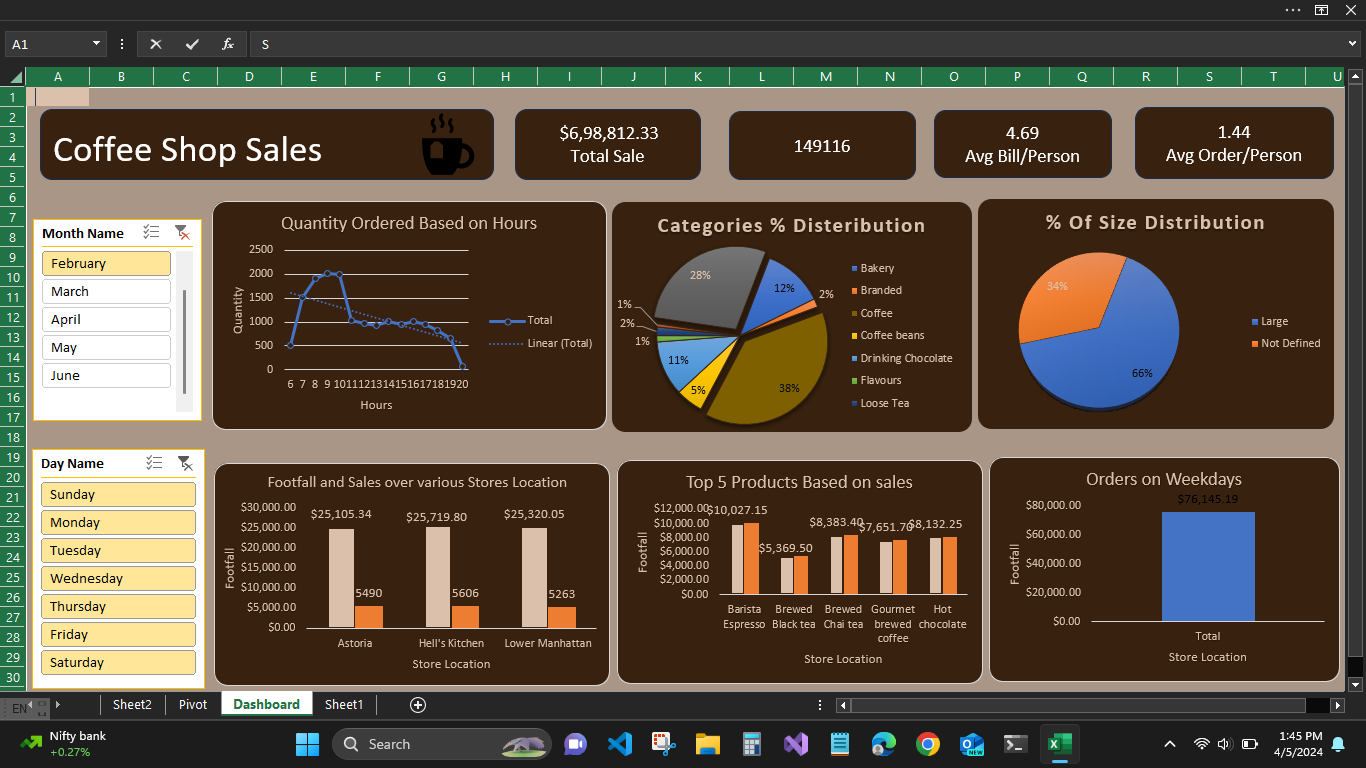 A1
fx
S
A B C D E F G H I J K L M N O P Q R S T U
1
2
3
4
5
6
7
8
9
10
11
12
13
14
15
16
17
18
19
20
21
22
23
24
25
26
27
28
29
30
Coffee Shop Sales
$6,98,812.33
Total Sale
149116
4.69
Avg Bill/Person
1.44
Avg Order/Person
Month Name
February
March
April
May
June
Quantity Ordered Based on Hours
2500
2000
1500
1000
500
0
Quantity
6 7 8 9 10 11 12 13 14 15 16 17 18 19 20
Hours
Total
Linear (Total)
Categories % Disteribution
28%
12%
2%
38%
5%
11%
1%
2%
1%
Bakery
Branded
Coffee
Coffee beans
Drinking Chocolate
Flavours
Loose Tea
% Of Size Distribution
34%
66%
Large
Not Defined
Day Name
Sunday
Monday
Tuesday
Wednesday
Thursday
Friday
Saturday
Footfall and Sales over various Stores Location
$30,000.00
$25,000.00
$20,000.00
$15,000.00
$10,000.00
$5,000.00
$0.00
Footfall
$25,105.34
$25,719.80
$25,320.05
5490
5606
5263
Astoria
Hell's Kitchen
Lower Manhattan
Store Location
Top 5 Products Based on sales
$12,000.00
$10,000.00
$8,000.00
$6,000.00
$4,000.00
$2,000.00
$0.00
Footfall
$10,027.15
$5,369.50
$8,383.40
$7,651.70
$8,132.25
Barista Espresso
Brewed Black tea
Brewed Chai tea
Gourmet brewed coffee
Hot chocolate
Store Location
Orders on Weekdays
$76,145.19
$80,000.00
$60,000.00
$40,000.00
$20,000.00
$0.00
Footfall
Total
Store Location
EN
Sheet2
Pivot
Dashboard
Sheet1
Nifty bank
+0.27%
Search
NEW
1:45 PM
4/5/2024